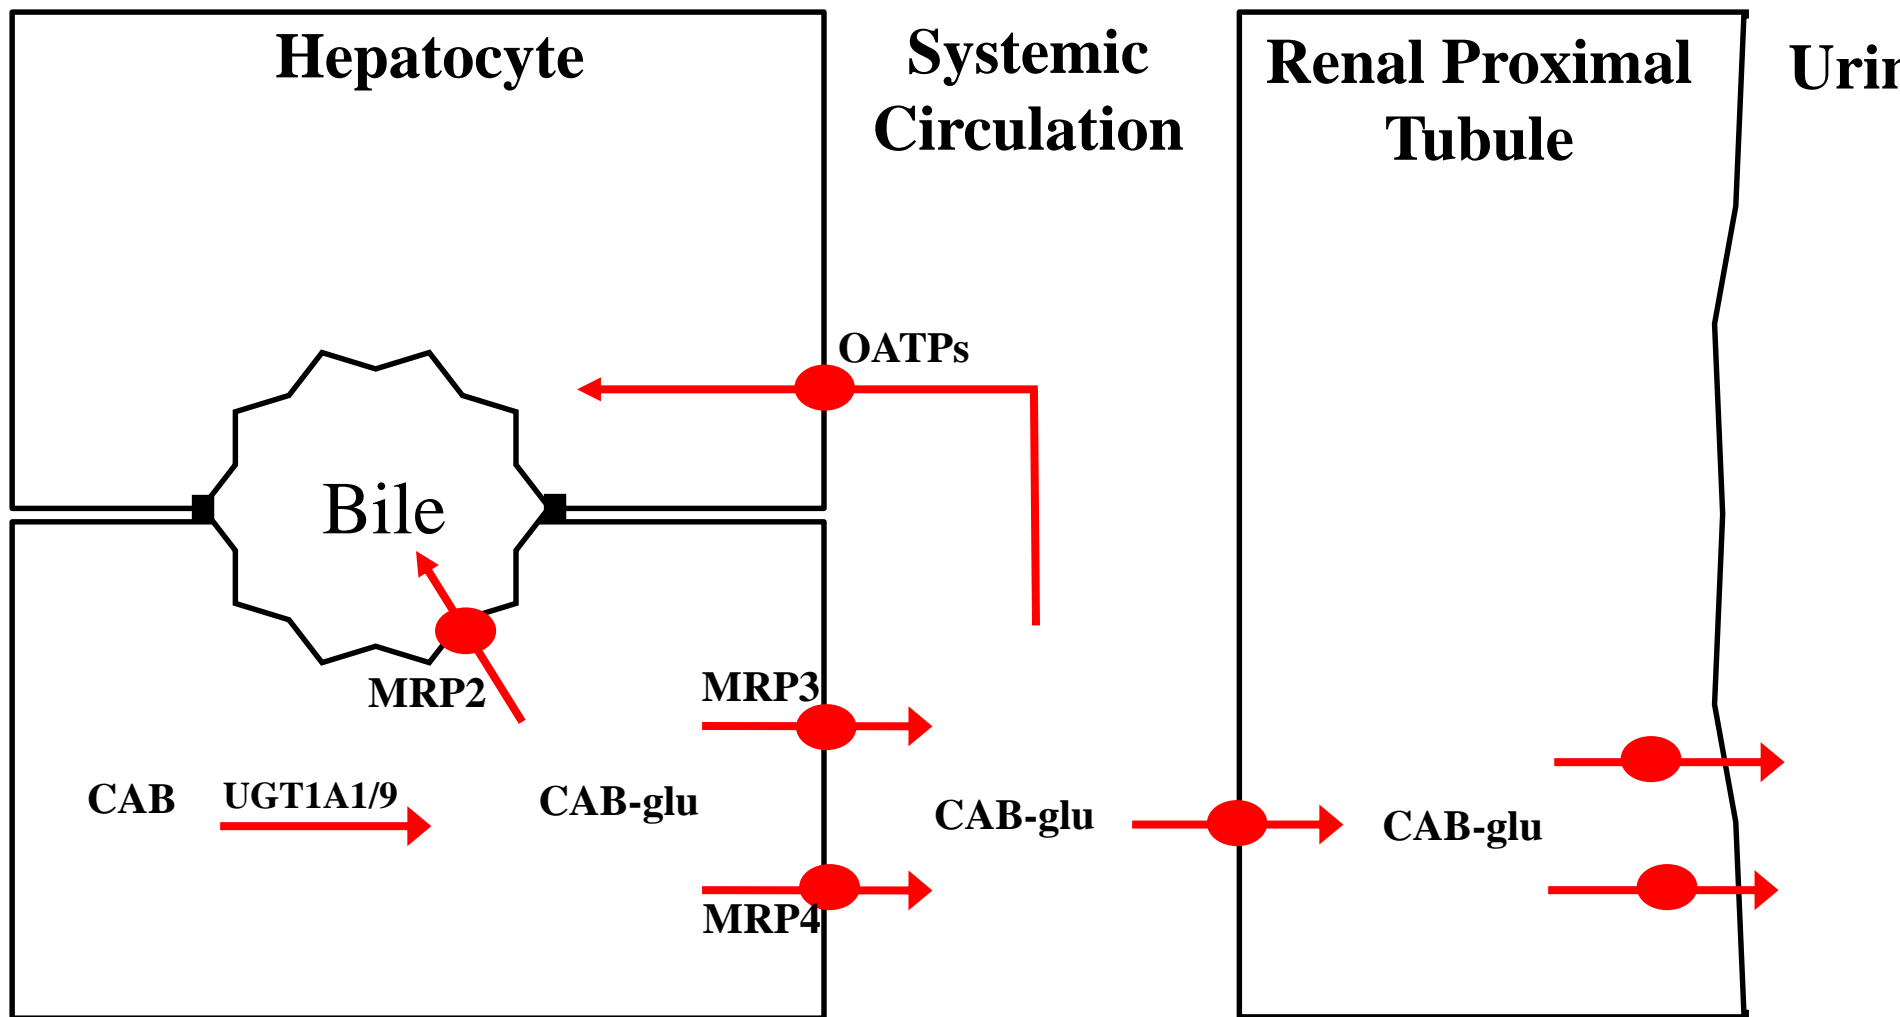 Hepatocyte
Systemic
Circulation
Renal Proximal
Tubule
Urin
OATPs
Bile
MRP2
MRP3
CAB
UGT1A1/9
CAB-glu
MRP4
CAB-glu
CAB-glu